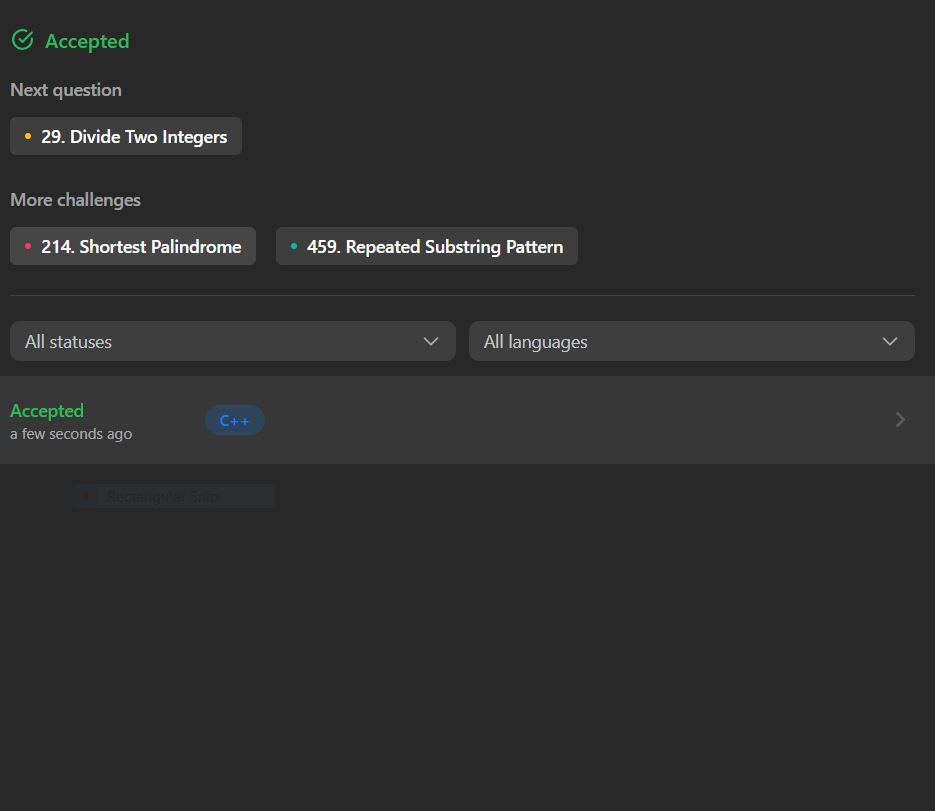 Accepted
Next question
29. Divide Two Integers
More challenges
214. Shortest Palindrome
459. Repeated Substring Pattern
All statuses
All languages
Accepted
C++
a few seconds ago
Rectangular Snip